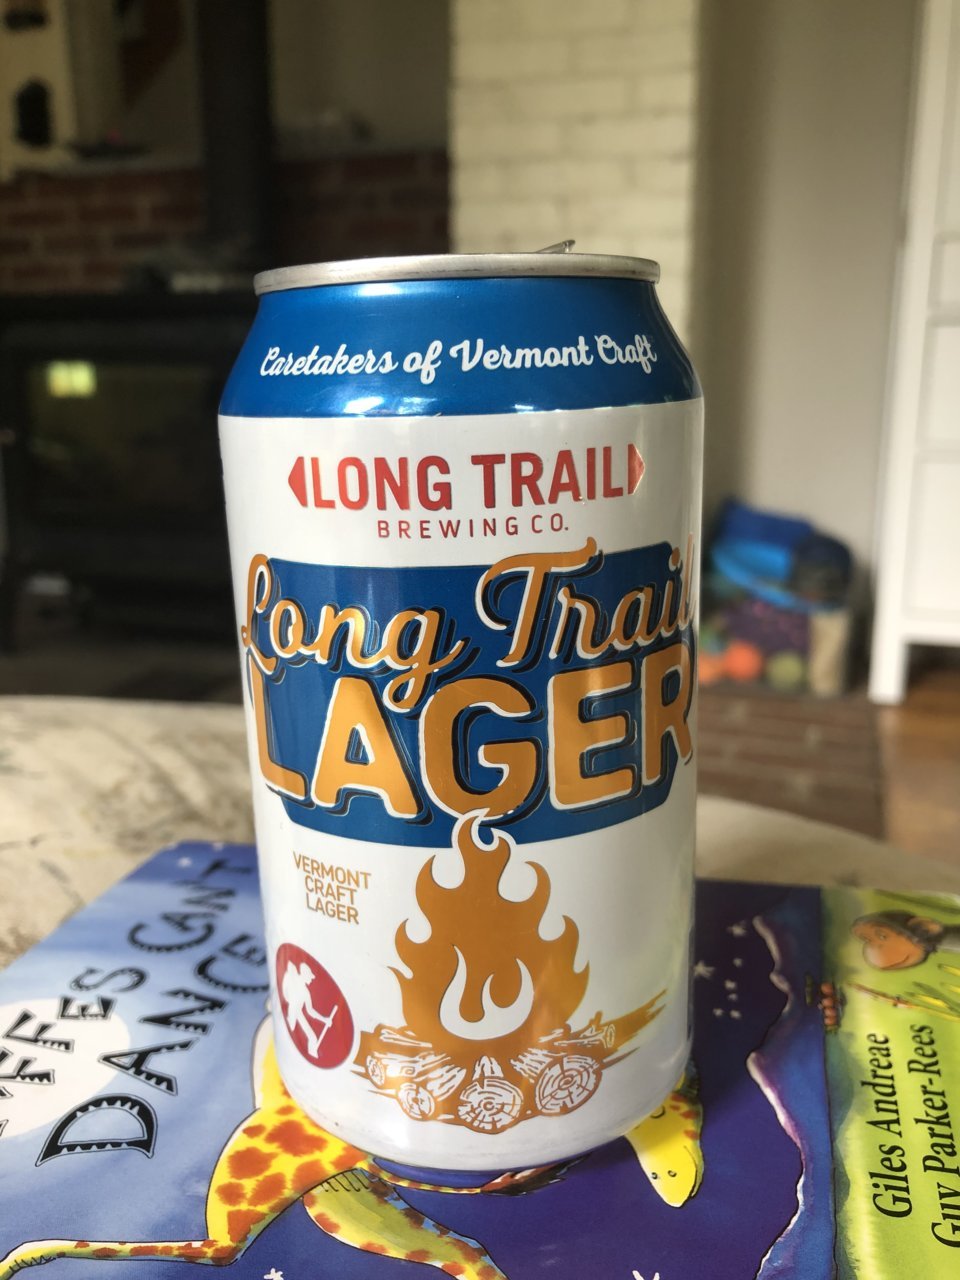 Caretakers of Vermont Craft
LONG TRAIL
BREWING CO.
Long Trail
LAGER
VERMONT
CRAFT
LAGER
CAN'T
DANCE
Giles Andreae
Guy Parker-Rees